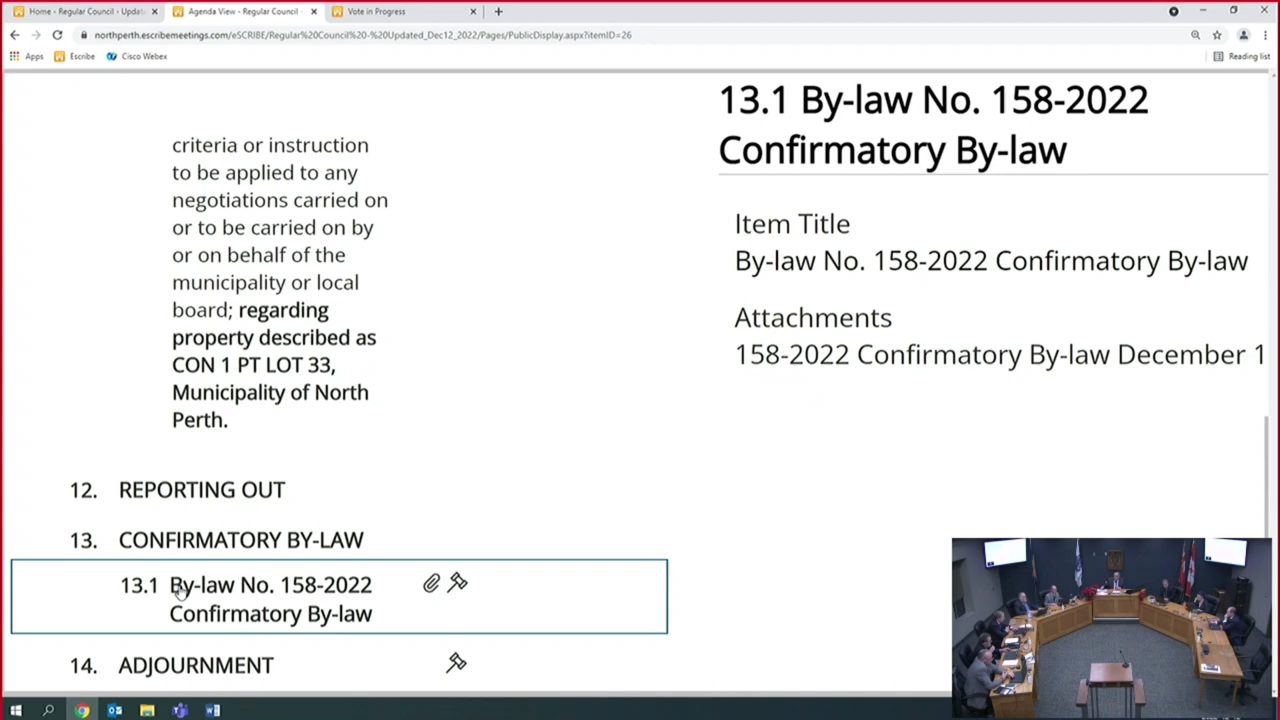 Home - Regular Council - Updat
Agenda View - Regular Council -
Vote in Progress
northperth.escribemeetings.com/eSCRIBE/Regular%20Council%20-%20Updated_Dec12_2022/Pages/PublicDisplay.aspx?itemID=26
Apps
Escribe
Cisco Webex
Reading list
criteria or instruction
to be applied to any
negotiations carried on
or to be carried on by
or on behalf of the
municipality or local
board; regarding
property described as
CON 1 PT LOT 33,
Municipality of North
Perth.
12. REPORTING OUT
13. CONFIRMATORY BY-LAW
13.1 By-law No. 158-2022
Confirmatory By-law
14. ADJOURNMENT
13.1 By-law No. 158-2022
Confirmatory By-law
Item Title
By-law No. 158-2022 Confirmatory By-law
Attachments
158-2022 Confirmatory By-law December 1